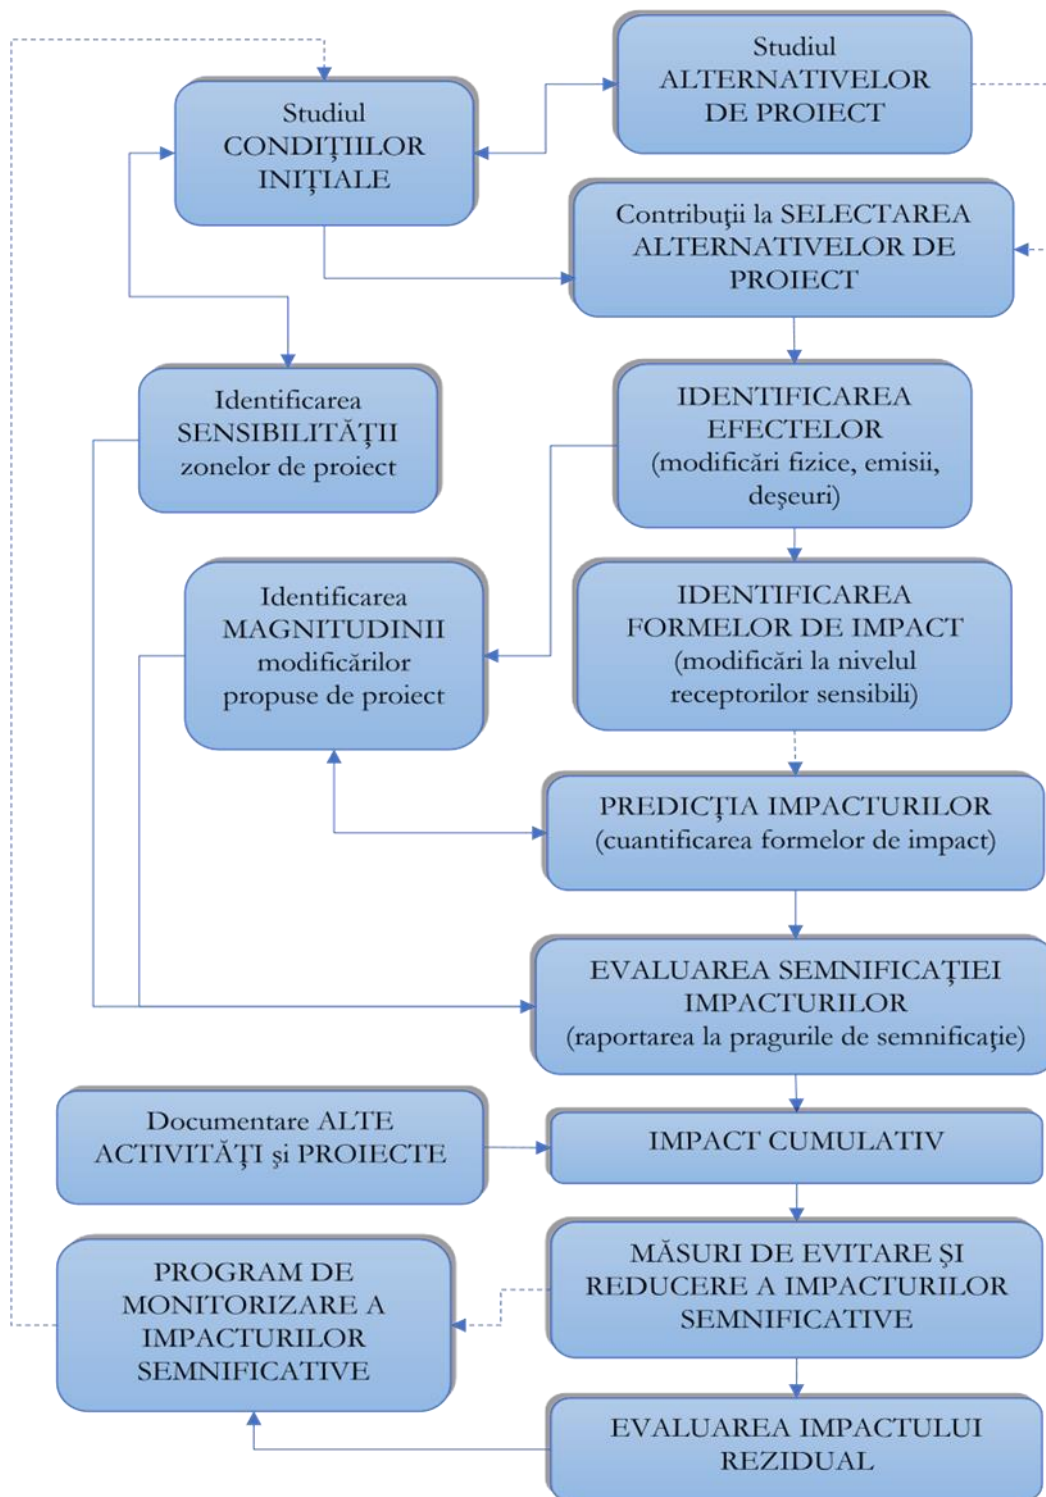 Studiul
ALTERNATIVELOR
DE PROIECT
Studiul
CONDIŢIILOR
INIŢIALE
Contribuţii la SELECTAREA
ALTERNATIVELOR DE
PROIECT
Identificarea
SENSIBILITĂŢII
zonelor de proiect
IDENTIFICAREA
EFECTELOR
(modificări fizice, emisii,
deşeuri)
Identificarea
MAGNITUDINII
modificărilor
propuse de proiect
IDENTIFICAREA
FORMELOR DE IMPACT
(modificări la nivelul
receptorilor sensibili)
PREDICŢIA IMPACTURILOR
(cuantificarea formelor de impact)
EVALUAREA SEMNIFICAŢIEI
IMPACTURILOR
(raportarea la pragurile de semnificaţie)
Documentare ALTE
ACTIVITĂŢI şi PROIECTE
IMPACT CUMULATIV
MĂSURI DE EVITARE ŞI
REDUCERE A IMPACTURILOR
SEMNIFICATIVE
PROGRAM DE
MONITORIZARE A
IMPACTURILOR
SEMNIFICATIVE
EVALUAREA IMPACTULUI
REZIDUAL